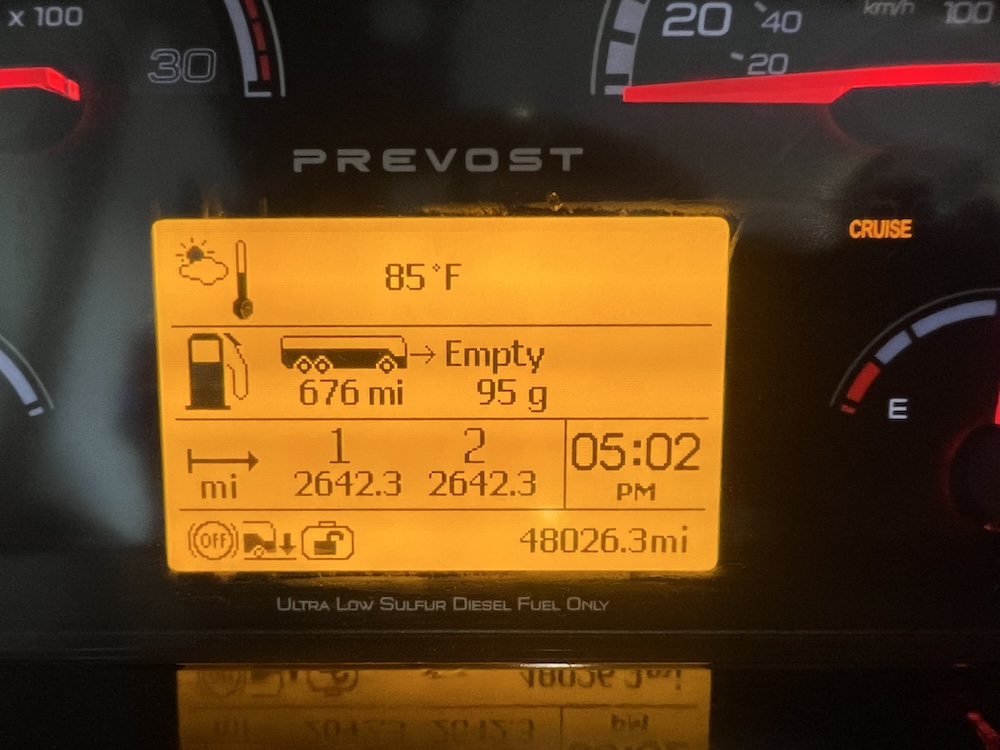 x 100
30
20 40
km/h 100
20
PREVOST
CRUISE
85°F
→ Empty
676 mi 95 g
E
1 2
mi 2642.3 2642.3
05:02
PM
OFF
48026.3mi
ULTRA LOW SULFUR DIESEL FUEL ONLY